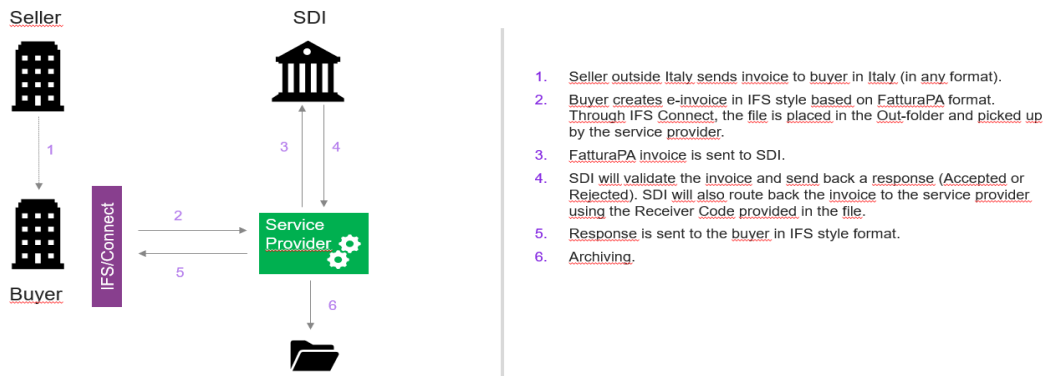 Seller
SDI
1
3
4
IFS/Connect
2
5
Service
Provider
Buyer
6
1. Seller outside Italy sends invoice to buyer in Italy (in any format).
2. Buyer creates e-invoice in IFS style based on FatturaPA format.
Through IFS Connect, the file is placed in the Out-folder and picked up
by the service provider.
3. FatturaPA invoice is sent to SDI.
4. SDI will validate the invoice and send back a response (Accepted or
Rejected). SDI will also route back the invoice to the service provider
using the Receiver Code provided in the file.
5. Response is sent to the buyer in IFS style format.
6. Archiving.